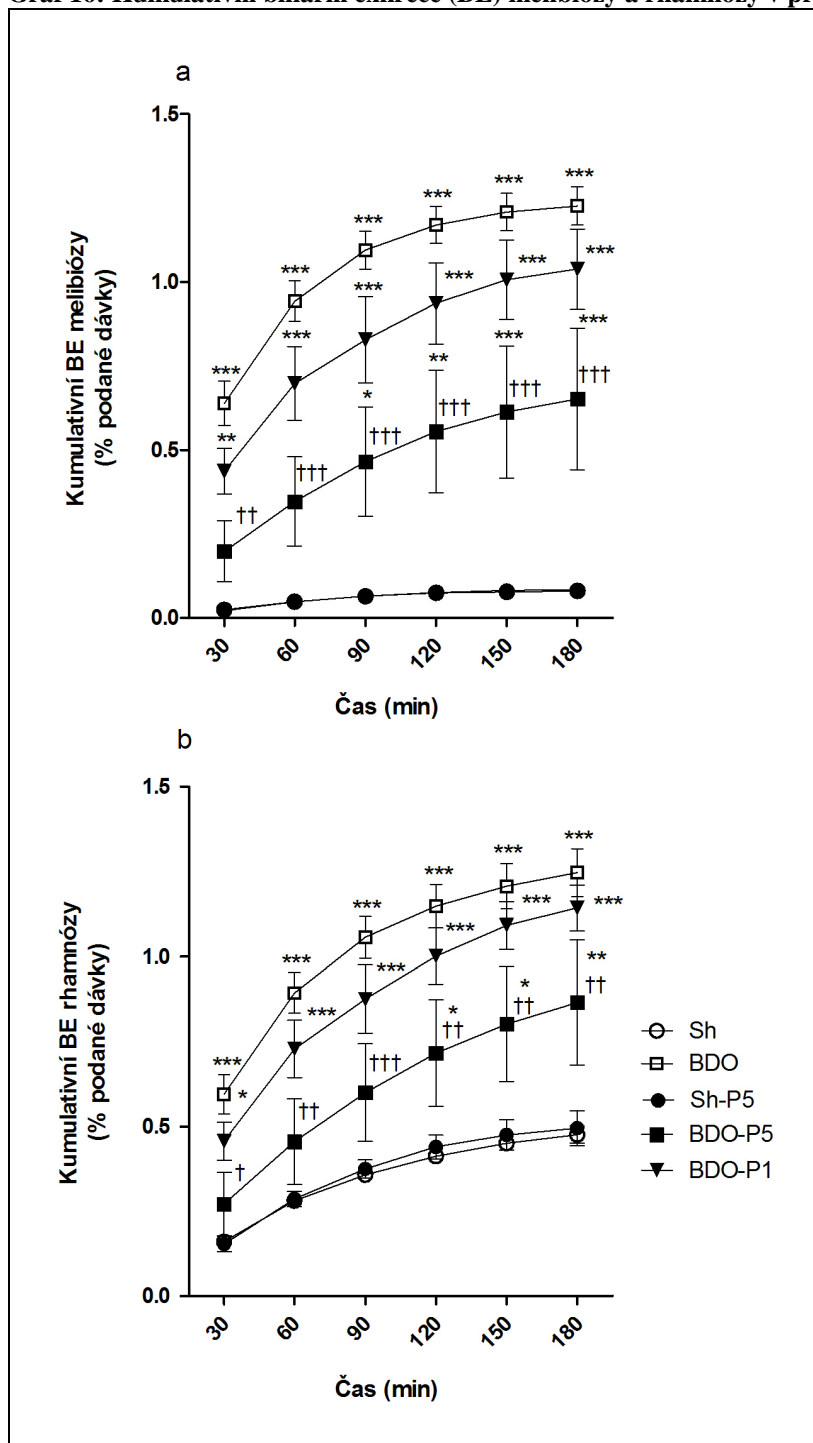 a
1.5
1.0
0.5
0.0
Kumulativní BE melibiózy
(% podané dávky)
*** *** *** *** *** ***
** *** *** *** *** ***
* ** *** ***
†† ††† ††† ††† ††† †††
30 60 90 120 150 180
Čas (min)
b
1.5
1.0
0.5
0.0
Kumulativní BE rhamnózy
(% podané dávky)
*** *** *** *** *** ***
* *** *** *** *** ***
* * **
† †† ††† †† †† ††
Sh
BDO
Sh-P5
BDO-P5
BDO-P1
30 60 90 120 150 180
Čas (min)